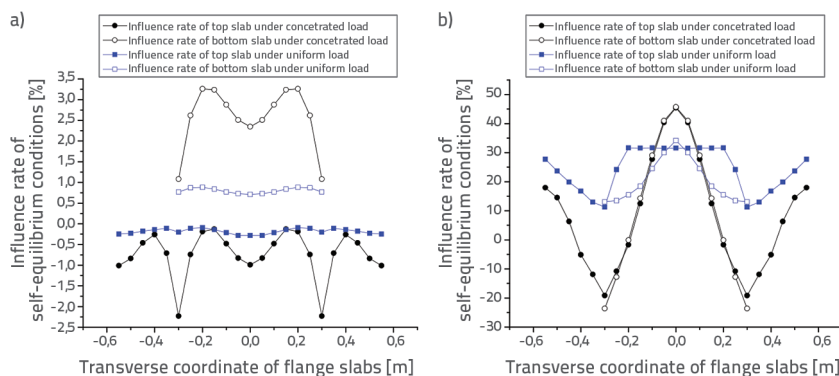 a)
Influence rate of top slab under concetrated load
Influence rate of bottom slab under concetrated load
Influence rate of top slab under uniform load
Influence rate of bottom slab under uniform load
Influence rate of
self-equilibrium conditions [%]
3,5
3,0
2,5
2,0
1,5
1,0
0,5
0,0
-0,5
-1,0
-1,5
-2,0
-2,5
-0,6
-0,4
-0,2
0,0
0,2
0,4
0,6
Transverse coordinate of flange slabs [m]
b)
Influence rate of top slab under concetrated load
Influence rate of bottom slab under concetrated load
Influence rate of top slab under uniform load
Influence rate of bottom slab under uniform load
Influence rate of
self-equilibrium conditions [%]
50
40
30
20
10
0
-10
-20
-30
-0,6
-0,4
-0,2
0,0
0,2
0,4
0,6
Transverse coordinate of flange slabs [m]